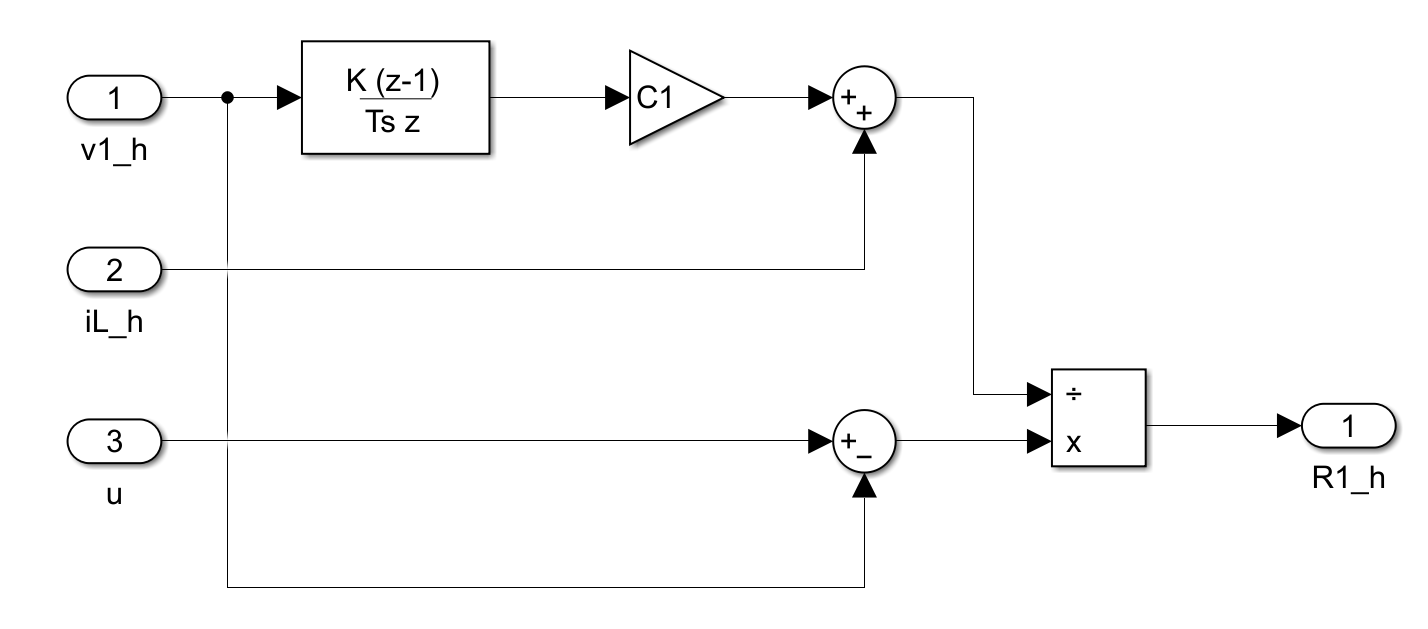 1
v1_h
K (z-1)
Ts z
C1
+
+
2
iL_h
3
u
+
−
÷
x
1
R1_h